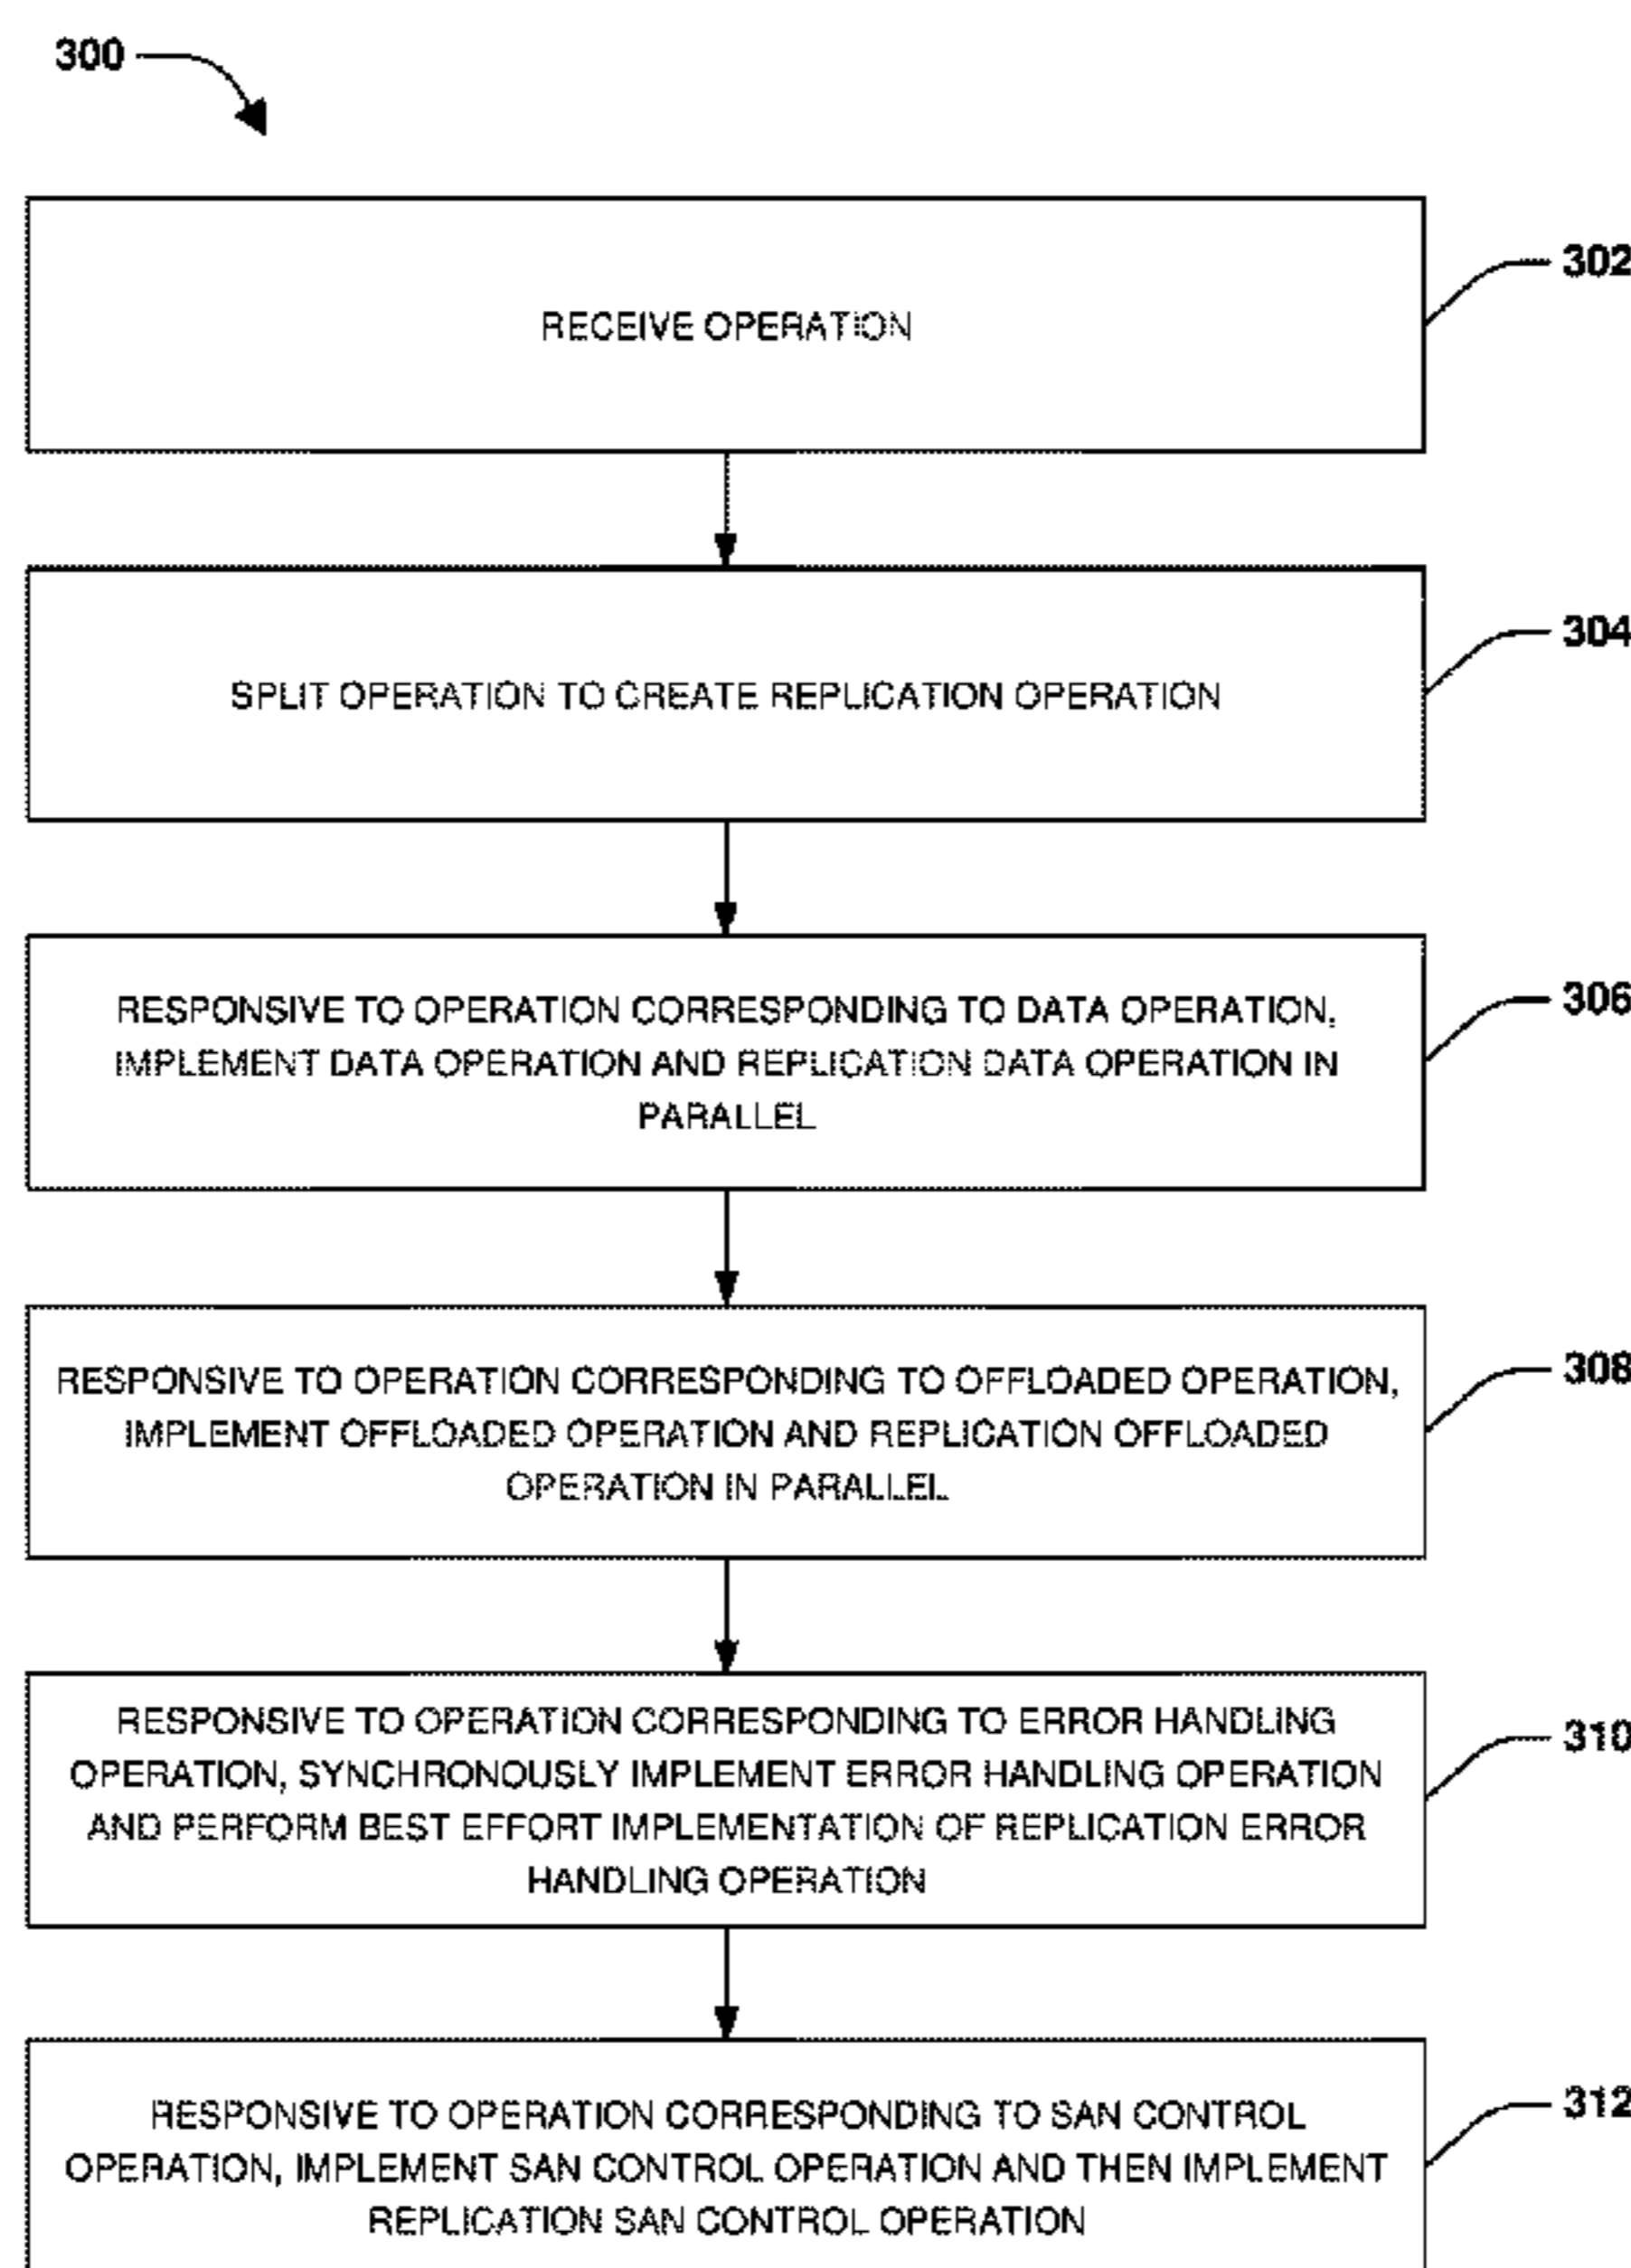 300
RECEIVE OPERATION
302
SPLIT OPERATION TO CREATE REPLICATION OPERATION
304
RESPONSIVE TO OPERATION CORRESPONDING TO DATA OPERATION,
IMPLEMENT DATA OPERATION AND REPLICATION DATA OPERATION IN
PARALLEL
306
RESPONSIVE TO OPERATION CORRESPONDING TO OFFLOADED OPERATION,
IMPLEMENT OFFLOADED OPERATION AND REPLICATION OFFLOADED
OPERATION IN PARALLEL
308
RESPONSIVE TO OPERATION CORRESPONDING TO ERROR HANDLING
OPERATION, SYNCHRONOUSLY IMPLEMENT ERROR HANDLING OPERATION
AND PERFORM BEST EFFORT IMPLEMENTATION OF REPLICATION ERROR
HANDLING OPERATION
310
RESPONSIVE TO OPERATION CORRESPONDING TO SAN CONTROL
OPERATION, IMPLEMENT SAN CONTROL OPERATION AND THEN IMPLEMENT
REPLICATION SAN CONTROL OPERATION
312